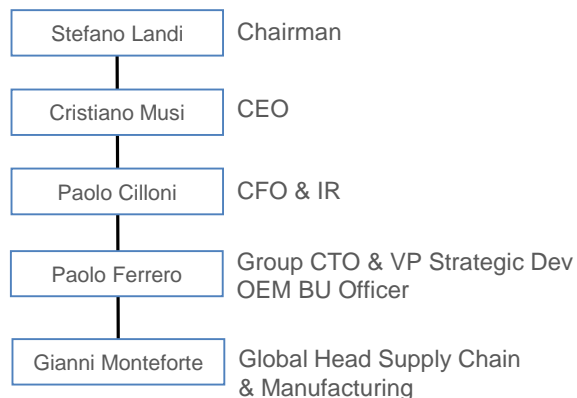 Stefano Landi Chairman
Cristiano Musi CEO
Paolo Cilloni CFO & IR
Paolo Ferrero Group CTO & VP Strategic Dev
OEM BU Officer
Gianni Monteforte Global Head Supply Chain
& Manufacturing